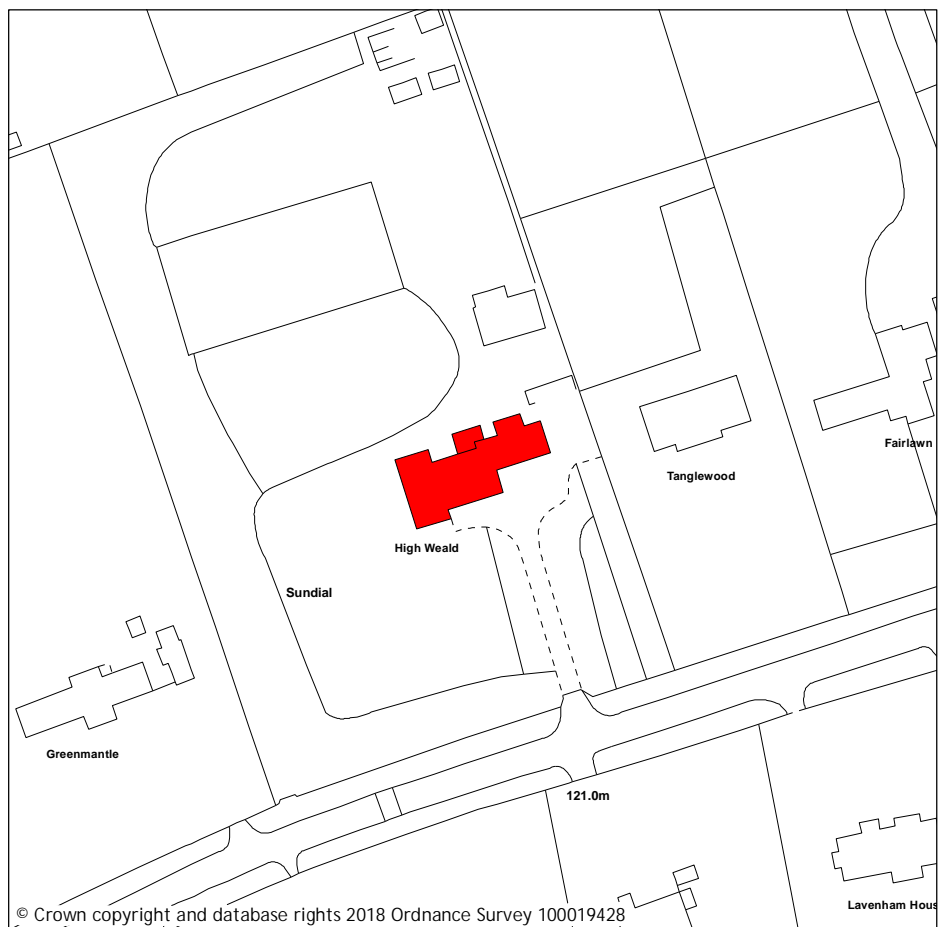 Fairlawn
Tanglewood
High Weald
Sundial
Greenmantle
121.0m
Lavenham Hous
© Crown copyright and database rights 2018 Ordnance Survey 100019428